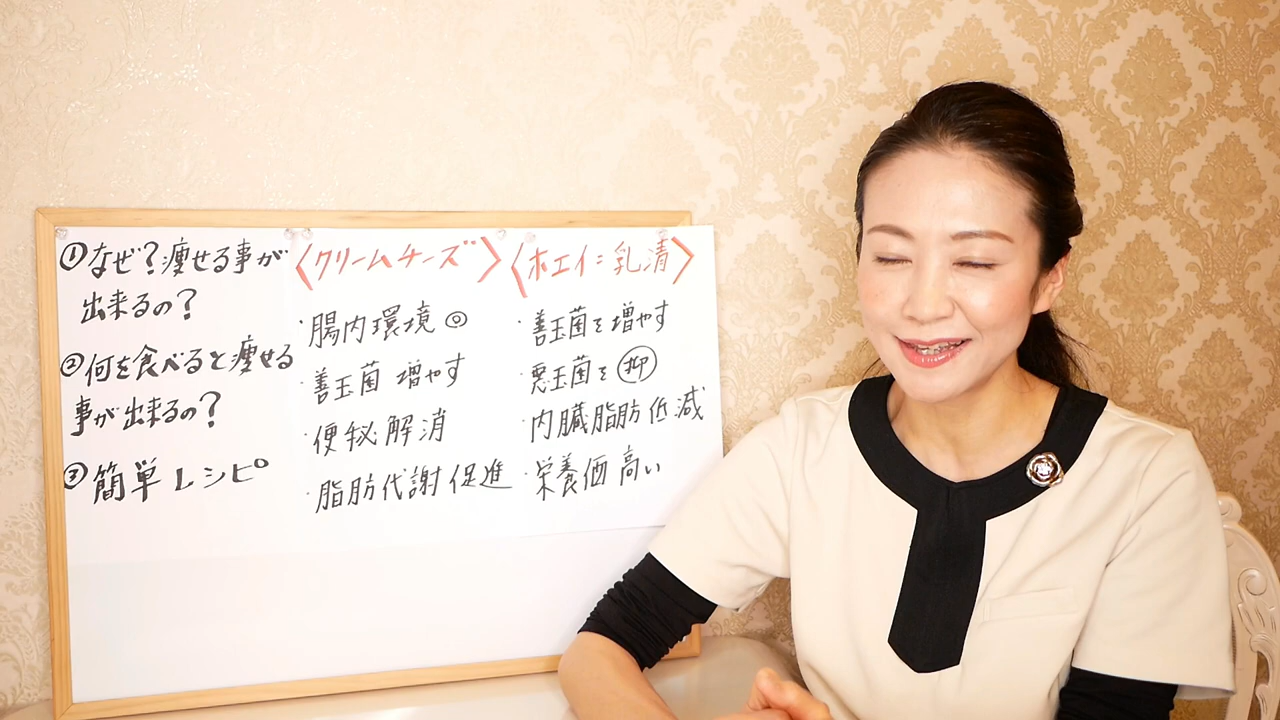 ①なぜ?痩せる事が
出来るの?
②何を食べると痩せる
事が出来るの?
③簡単レシピ
〈クリームチーズ〉
・腸内環境◎
・善玉菌増やす
・便秘解消
・脂肪代謝促進
〈ホエイ=乳清〉
・善玉菌を増やす
・悪玉菌を抑
・内臓脂肪低減
・栄養価高い